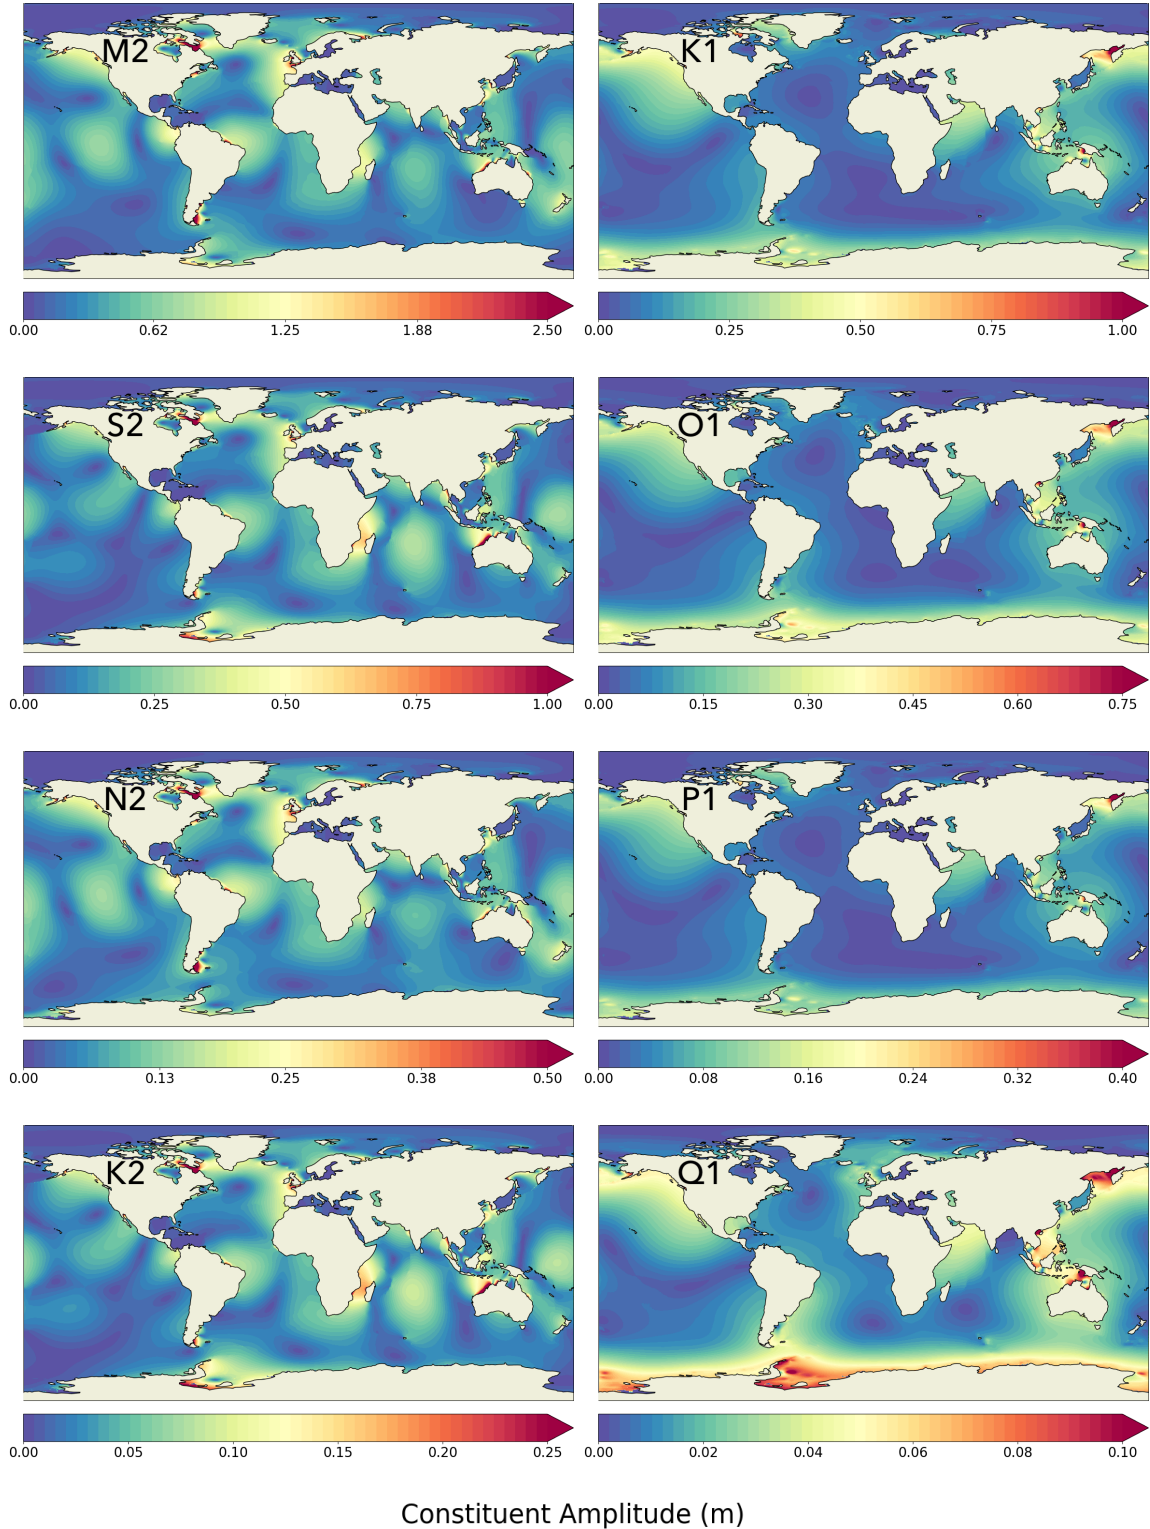 M2
K1
0.00 0.62 1.25 1.88 2.50
0.00 0.25 0.50 0.75 1.00
S2
O1
0.00 0.25 0.50 0.75 1.00
0.00 0.15 0.30 0.45 0.60 0.75
N2
P1
0.00 0.13 0.25 0.38 0.50
0.00 0.08 0.16 0.24 0.32 0.40
K2
Q1
0.00 0.05 0.10 0.15 0.20 0.25
0.00 0.02 0.04 0.06 0.08 0.10
Constituent Amplitude (m)